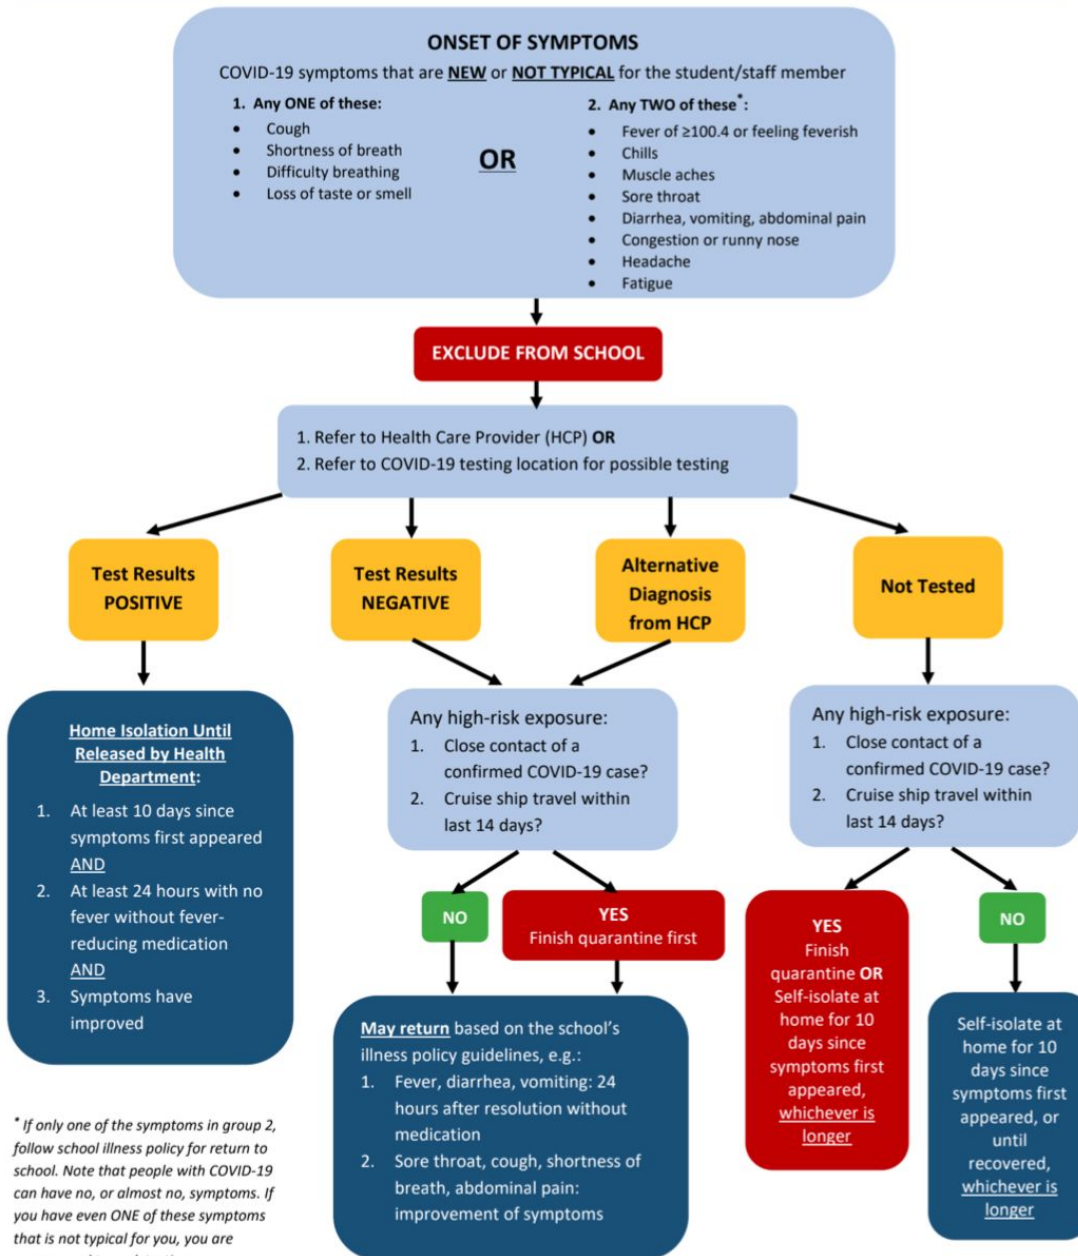 ONSET OF SYMPTOMS
COVID-19 symptoms that are NEW or NOT TYPICAL for the student/staff member
1. Any ONE of these:
• Cough
• Shortness of breath
• Difficulty breathing
• Loss of taste or smell
OR
2. Any TWO of these*:
• Fever of ≥100.4 or feeling feverish
• Chills
• Muscle aches
• Sore throat
• Diarrhea, vomiting, abdominal pain
• Congestion or runny nose
• Headache
• Fatigue
EXCLUDE FROM SCHOOL
1. Refer to Health Care Provider (HCP) OR
2. Refer to COVID-19 testing location for possible testing
Test Results
POSITIVE
Test Results
NEGATIVE
Alternative
Diagnosis
from HCP
Not Tested
Home Isolation Until
Released by Health
Department:
1. At least 10 days since
symptoms first appeared
AND
2. At least 24 hours with no
fever without fever-
reducing medication
AND
3. Symptoms have
improved
Any high-risk exposure:
1. Close contact of a
confirmed COVID-19 case?
2. Cruise ship travel within
last 14 days?
NO
YES
Finish quarantine first
May return based on the school's
illness policy guidelines, e.g.:
1. Fever, diarrhea, vomiting: 24
hours after resolution without
medication
2. Sore throat, cough, shortness of
breath, abdominal pain:
improvement of symptoms
Any high-risk exposure:
1. Close contact of a
confirmed COVID-19 case?
2. Cruise ship travel within
last 14 days?
YES
Finish
quarantine OR
Self-isolate at
home for 10
days since
symptoms first
appeared,
whichever is
longer
NO
Self-isolate at
home for 10
days since
symptoms first
appeared, or
until
recovered,
whichever is
longer
* If only one of the symptoms in group 2,
follow school illness policy for return to
school. Note that people with COVID-19
can have no, or almost no, symptoms. If
you have even ONE of these symptoms
that is not typical for you, you are